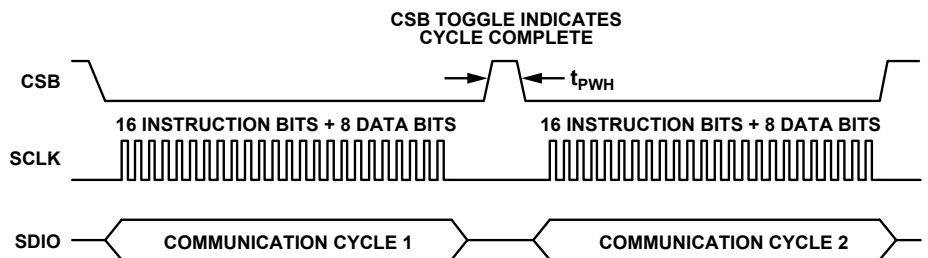 CSB TOGGLE INDICATES
CYCLE COMPLETE
CSB
tPWH
16 INSTRUCTION BITS + 8 DATA BITS
16 INSTRUCTION BITS + 8 DATA BITS
SCLK
SDIO
COMMUNICATION CYCLE 1
COMMUNICATION CYCLE 2